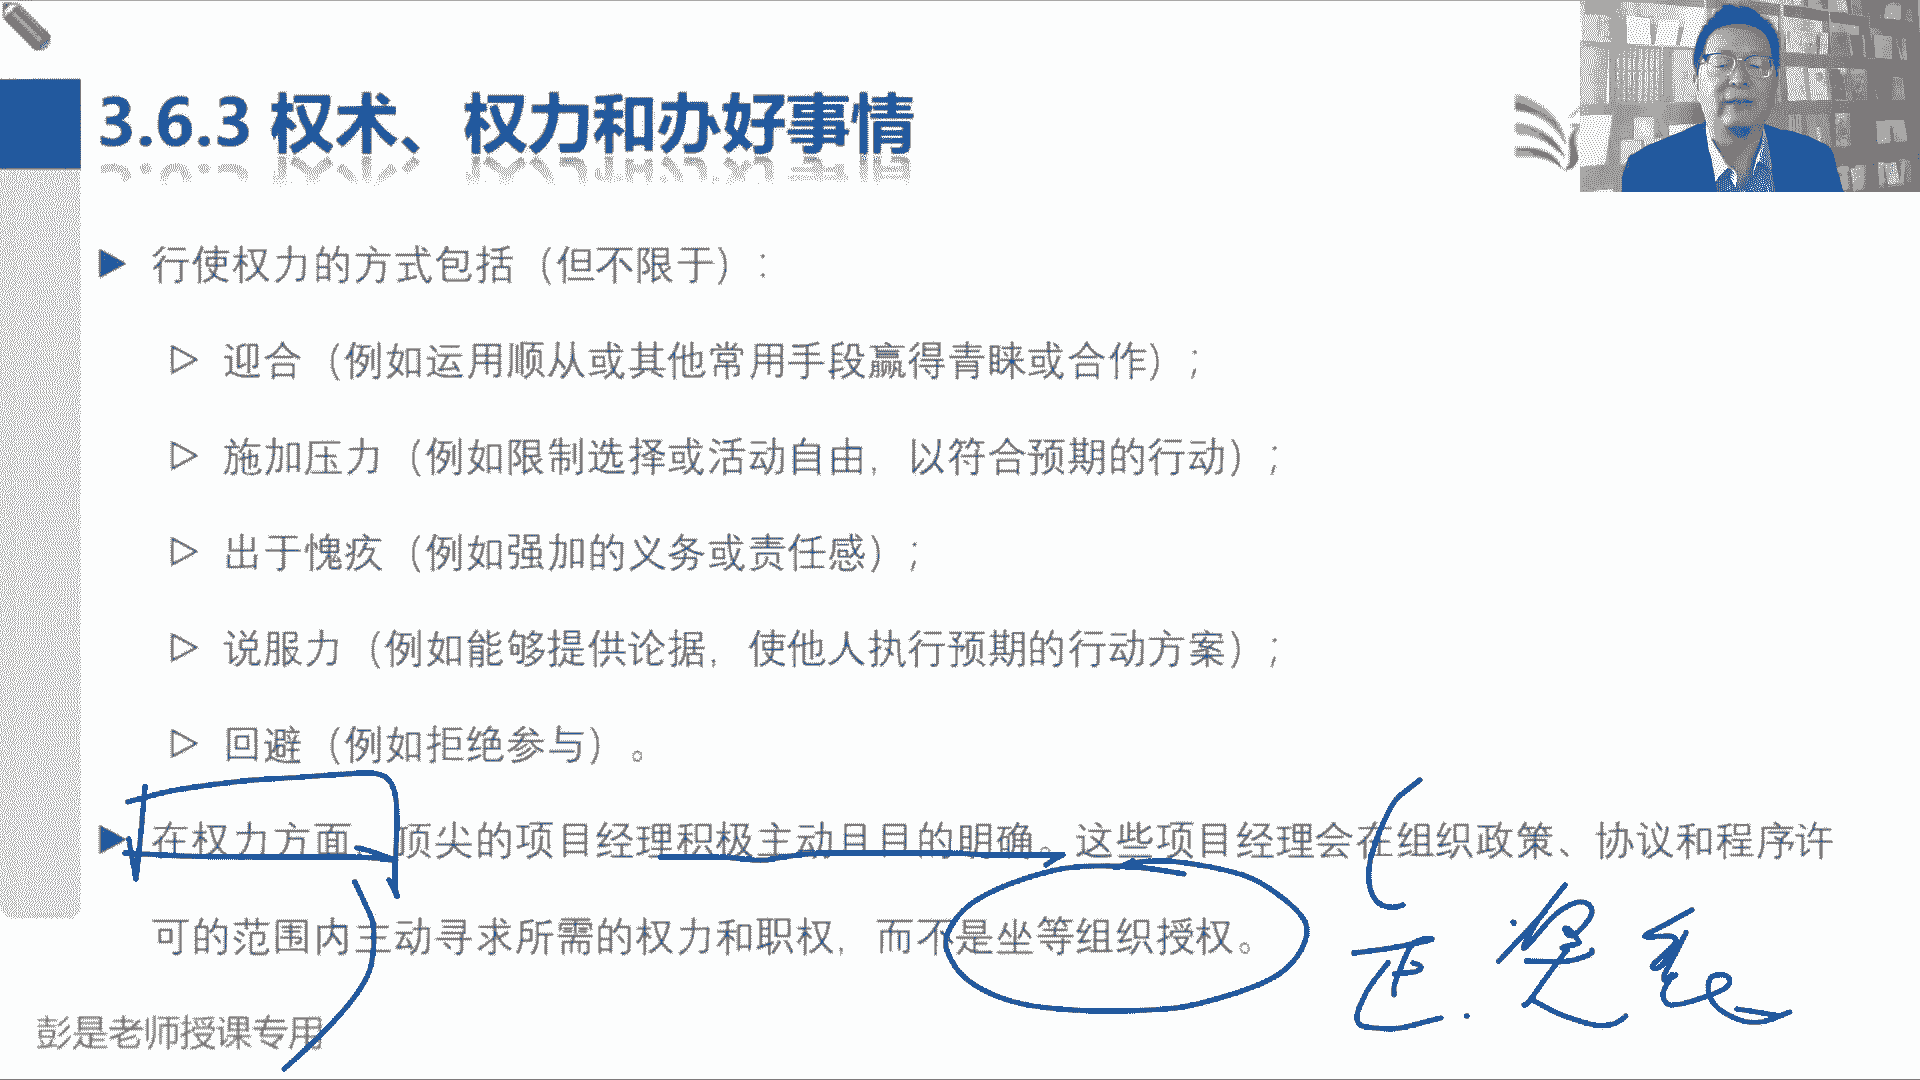 3.6.3 权术、权力和办好事情
行使权力的方式包括（但不限于）：
迎合（例如运用顺从或其他常用手段赢得青睐或合作）；
施加压力（例如限制选择或活动自由，以符合预期的行动）；
出于愧疚（例如强加的义务或责任感）；
说服力（例如能够提供论据，使他人执行预期的行动方案）；
回避（例如拒绝参与）。
在权力方面，顶尖的项目经理积极主动且目的明确。这些项目经理会在组织政策、协议和程序许
可的范围内主动寻求所需的权力和职权，而不是坐等组织授权。
正.奖
彭是老师授课专用